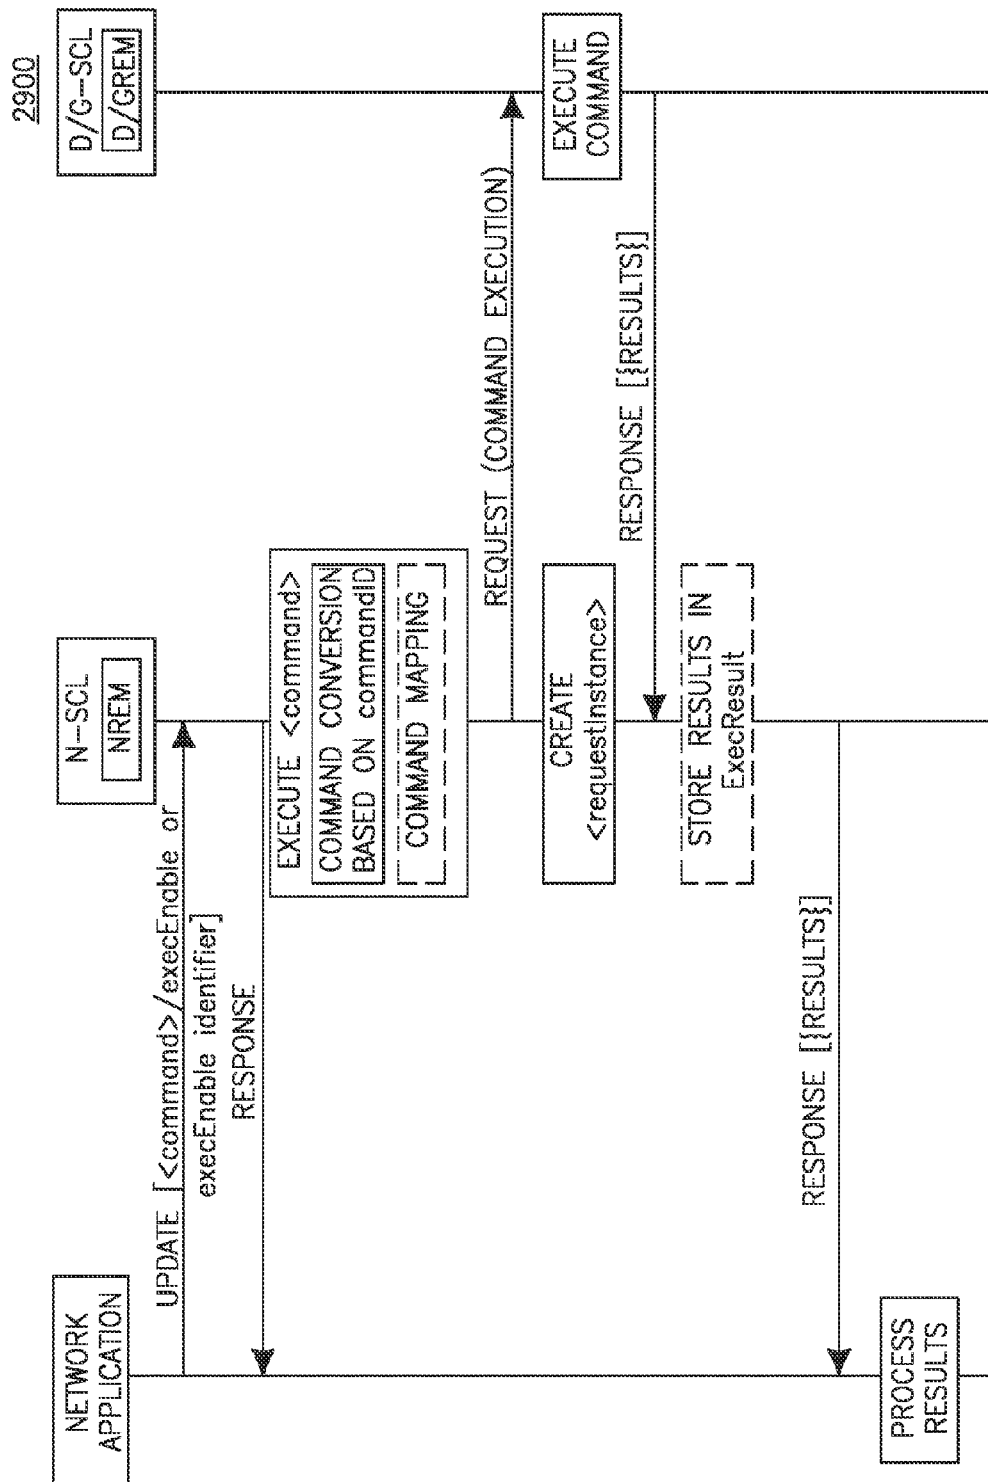 2900
NETWORK
APPLICATION
N-SCL
NREM
D/G-SCL
D/GREM
UPDATE [<command>/execEnable or
execEnable identifier]
RESPONSE
EXECUTE <command>
COMMAND CONVERSION
BASED ON commandID
COMMAND MAPPING
REQUEST (COMMAND EXECUTION)
CREATE
<requestInstance>
EXECUTE
COMMAND
RESPONSE [{RESULTS}]
STORE RESULTS IN
ExecResult
RESPONSE [{RESULTS}]
PROCESS
RESULTS